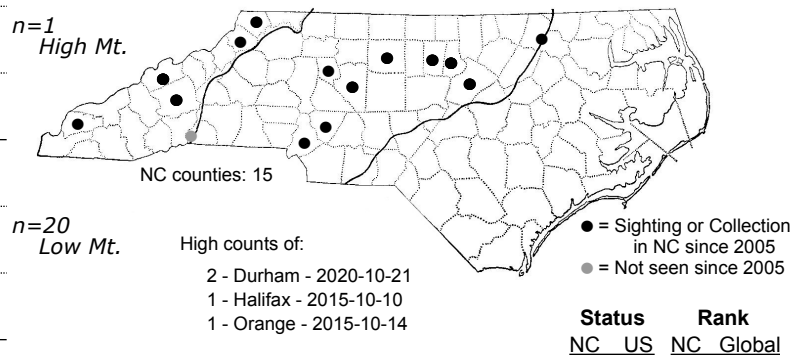 n=1
High Mt.
NC counties: 15
n=20
Low Mt.
High counts of:
2 - Durham - 2020-10-21
1 - Halifax - 2015-10-10
1 - Orange - 2015-10-14
= Sighting or Collection
in NC since 2005
= Not seen since 2005
Status Rank
NC US NC Global